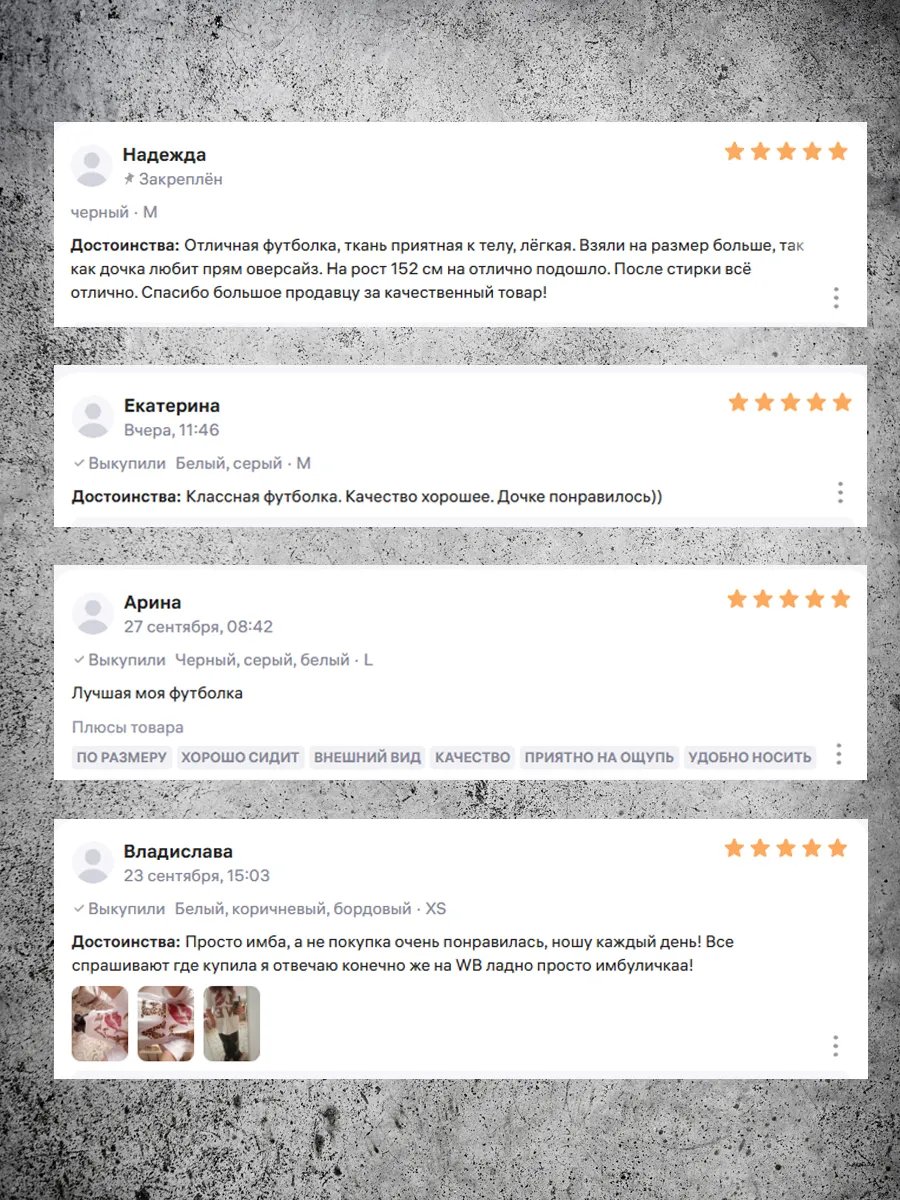 Надежда
Закреплён
черный · M
Достоинства: Отличная футболка, ткань приятная к телу, лёгкая. Взяли на размер больше, так
как дочка любит прям оверсайз. На рост 152 см на отлично подошло. После стирки всё
отлично. Спасибо большое продавцу за качественный товар!
Екатерина
Вчера, 11:46
Выкупили Белый, серый · M
Достоинства: Классная футболка. Качество хорошее. Дочке понравилось))
Арина
27 сентября, 08:42
Выкупили Черный, серый, белый · L
Лучшая моя футболка
Плюсы товара
ПО РАЗМЕРУ ХОРОШО СИДИТ ВНЕШНИЙ ВИД КАЧЕСТВО ПРИЯТНО НА ОЩУПЬ УДОБНО НОСИТЬ
Владислава
23 сентября, 15:03
Выкупили Белый, коричневый, бордовый · XS
Достоинства: Просто имба, а не покупка очень понравилась, ношу каждый день! Все
спрашивают где купила я отвечаю конечно же на WB ладно просто имбуличкаа!